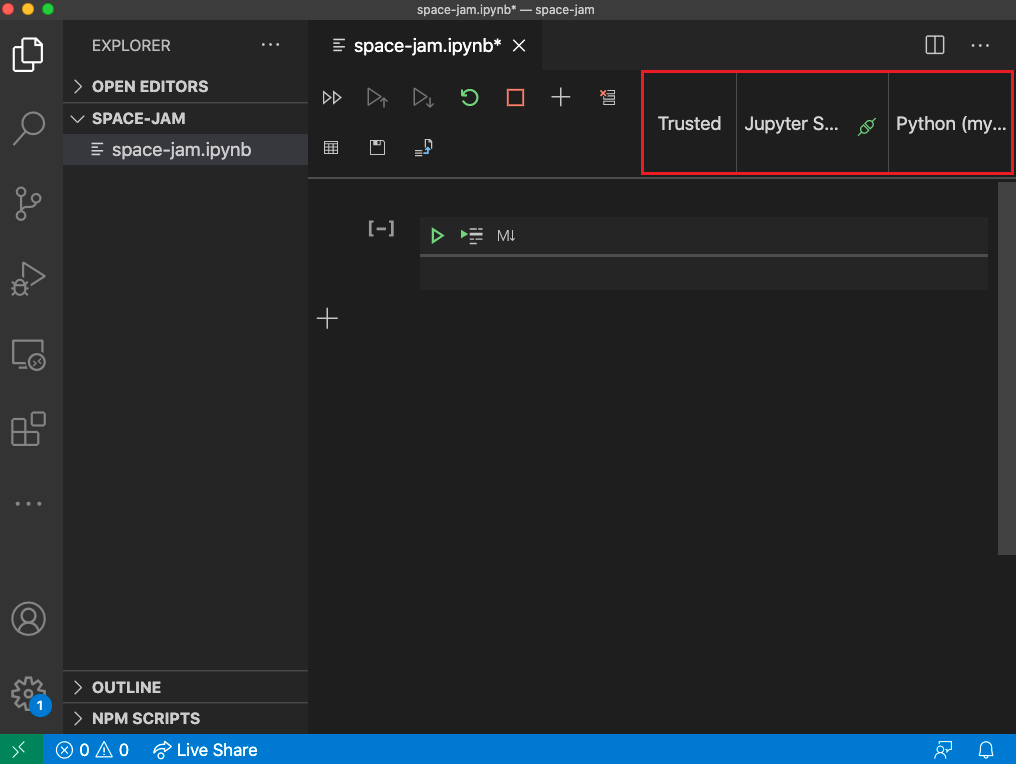 space-jam.ipynb* — space-jam
EXPLORER
space-jam.ipynb*
OPEN EDITORS
SPACE-JAM
space-jam.ipynb
Trusted
Jupyter S...
Python (my...
[-]
M↓
OUTLINE
NPM SCRIPTS
1
0 0
Live Share